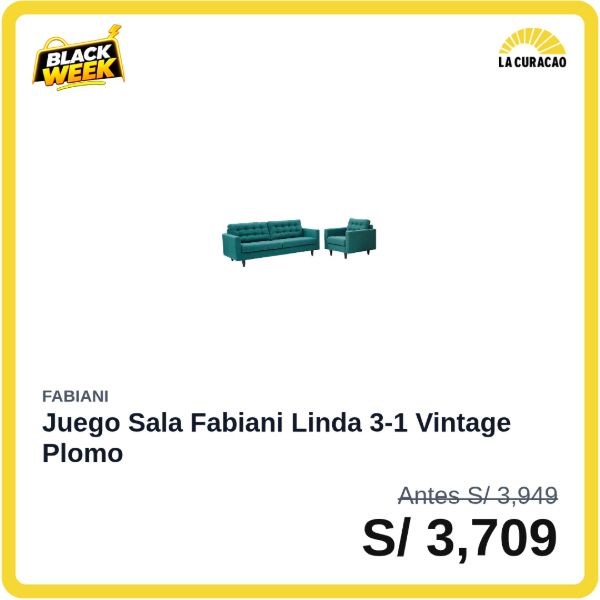 BLACK
WEEK
LA CURACAO
FABIANI
Juego Sala Fabiani Linda 3-1 Vintage
Plomo
Antes S/ 3,949
S/ 3,709